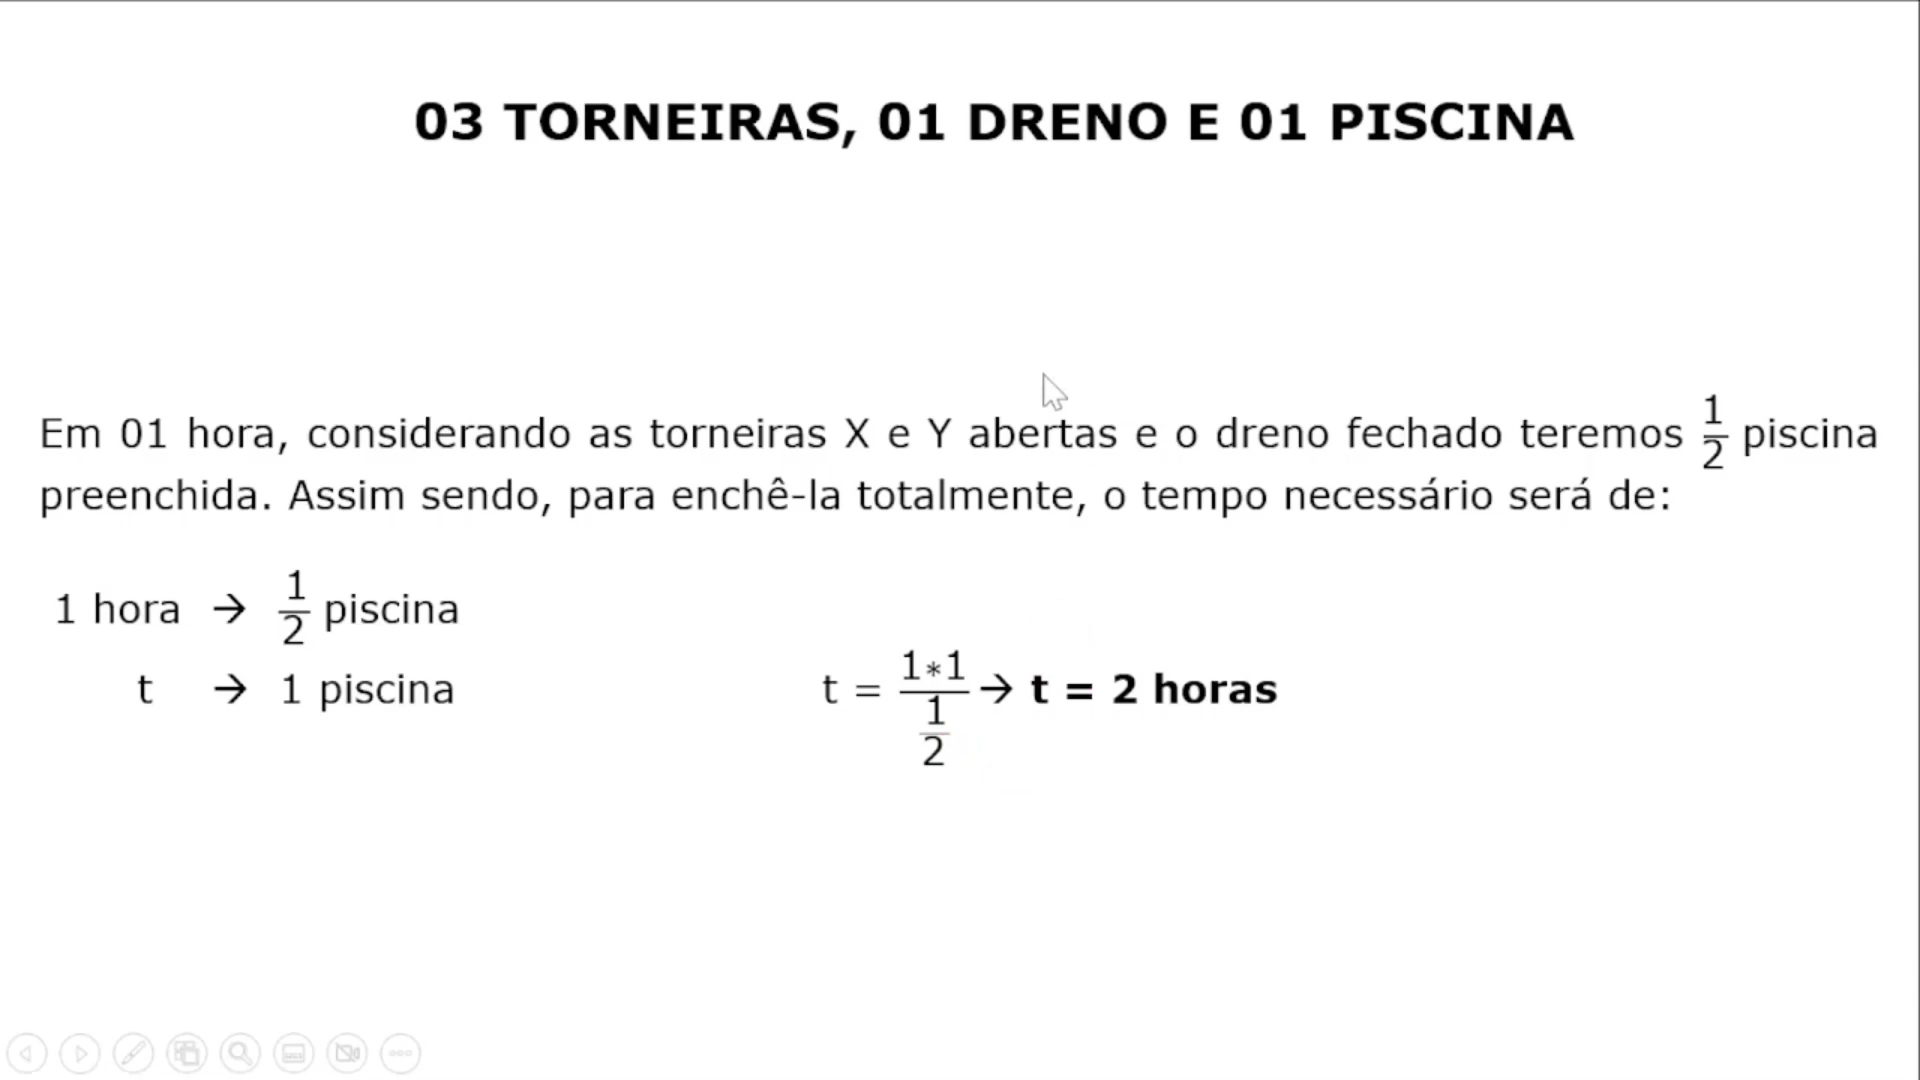 03 TORNEIRAS, 01 DRENO E 01 PISCINA
Em 01 hora, considerando as torneiras X e Y abertas e o dreno fechado teremos 1/2 piscina
preenchida. Assim sendo, para enchê-la totalmente, o tempo necessário será de:
1 hora → 1/2 piscina
t → 1 piscina
t = (1*1)/(1/2) → t = 2 horas